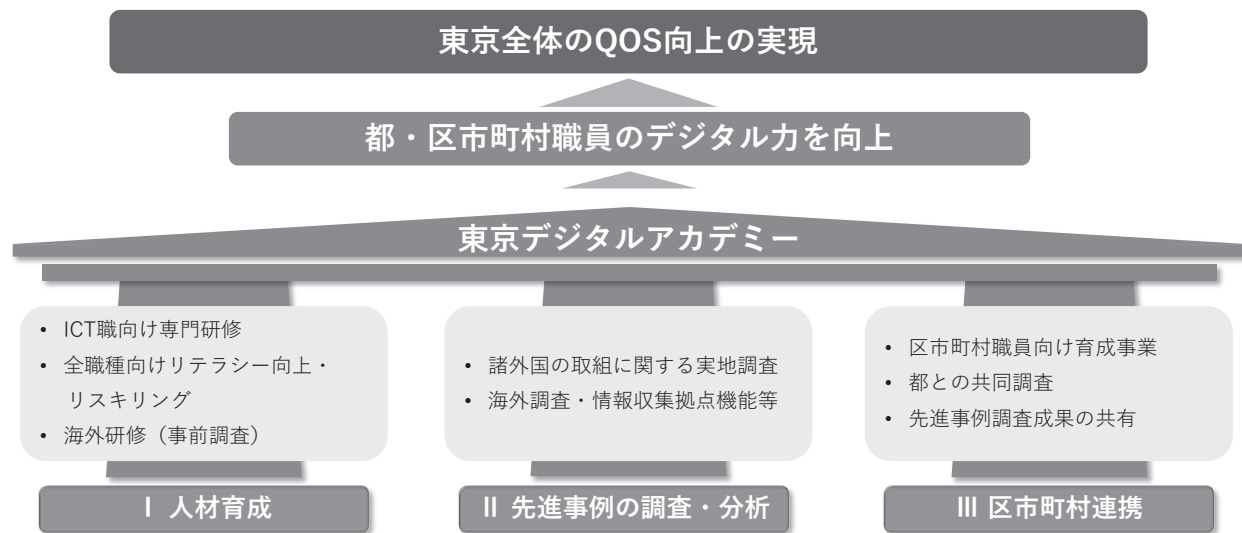 東京全体のQOS向上の実現
都・区市町村職員のデジタル力を向上
東京デジタルアカデミー
• ICT職向け専門研修
• 全職種向けリテラシー向上・
リスキリング
• 海外研修（事前調査）
• 諸外国の取組に関する実地調査
• 海外調査・情報収集拠点機能等
• 区市町村職員向け育成事業
• 都との共同調査
• 先進事例調査成果の共有
Ⅰ 人材育成
Ⅱ 先進事例の調査・分析
Ⅲ 区市町村連携